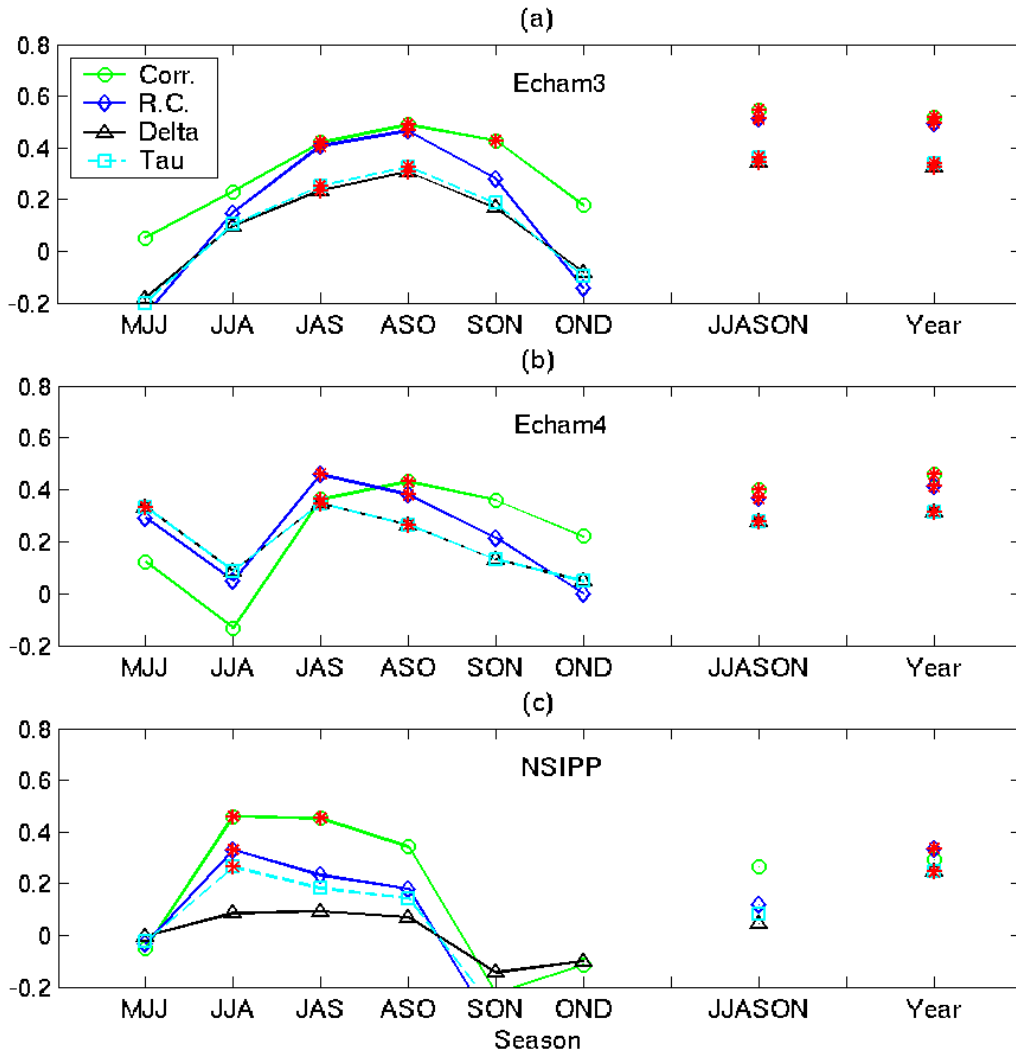 (a)
0.8
0.6
0.4
0.2
0
-0.2
Corr.
R.C.
Delta
Tau
Echam3
MJJ JJA JAS ASO SON OND JJASON Year
(b)
0.8
0.6
0.4
0.2
0
-0.2
Echam4
MJJ JJA JAS ASO SON OND JJASON Year
(c)
0.8
0.6
0.4
0.2
0
-0.2
NSIPP
MJJ JJA JAS ASO SON OND JJASON Year
Season